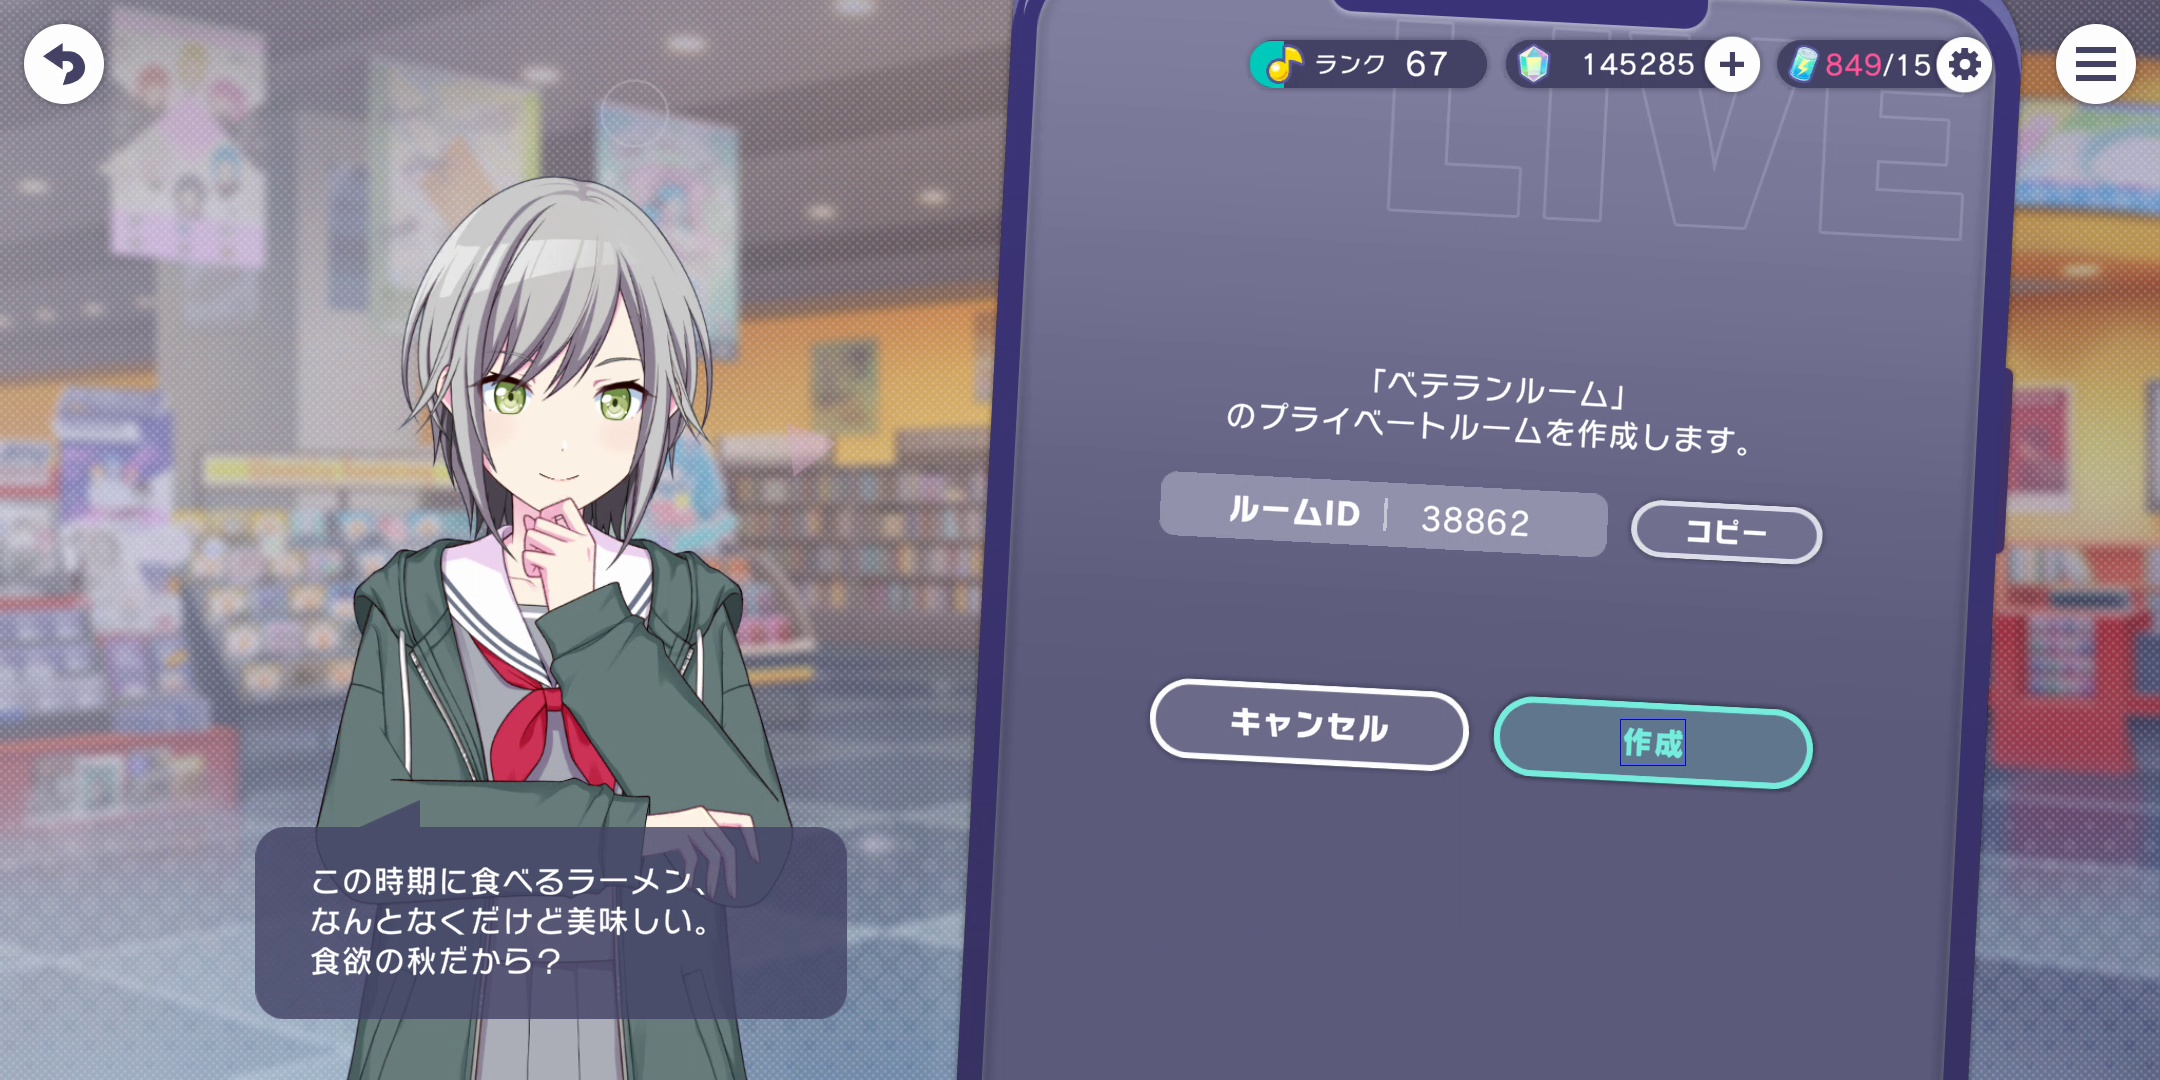 ランク 67
145285
849/15
LIVE
「ベテランルーム」
のプライベートルームを作成します。
ルームID 38862
コピー
キャンセル
作成
この時期に食べるラーメン、
なんとなくだけど美味しい。
食欲の秋だから？